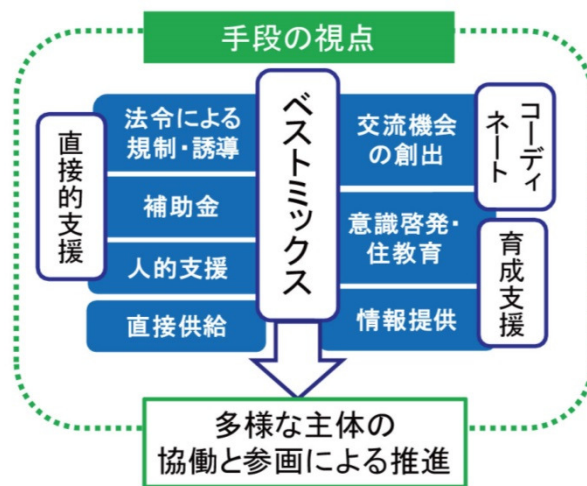 手段の視点
直接的支援
法令による
規制・誘導
補助金
人的支援
直接供給
ベストミックス
交流機会
の創出
意識啓発・
住教育
情報提供
コーディ
ネート
育成支援
多様な主体の
協働と参画による推進